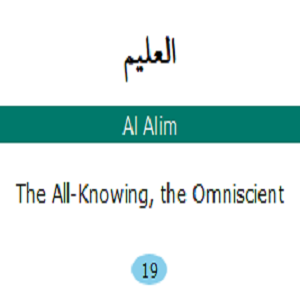 العليم
Al Alim
The All-Knowing, the Omniscient
19